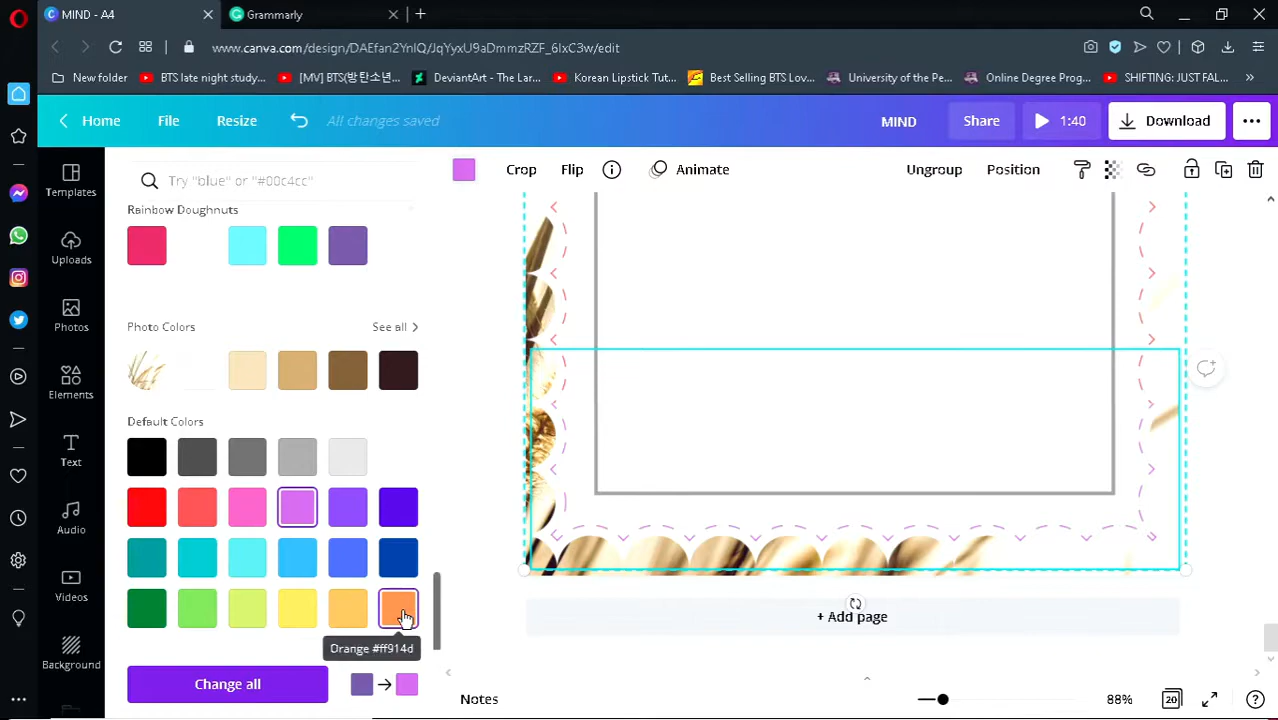 MIND - A4
Grammarly
www.canva.com/design/DAEfan2YnIQ/JqYyxU9aDmmzRZF_6IxC3w/edit
New folder
BTS late night study...
[MV] BTS(방탄소년...
DeviantArt - The Lar...
Korean Lipstick Tut...
Best Selling BTS Lov...
University of the Pe...
Online Degree Prog...
SHIFTING: JUST FAL...
Home
File
Resize
All changes saved
MIND
Share
1:40
Download
Try "blue" or "#00c4cc"
Crop
Flip
Animate
Ungroup
Position
Templates
Uploads
Photos
Elements
Text
Audio
Videos
Background
Rainbow Doughnuts
Photo Colors
See all
Default Colors
Orange #ff914d
Change all
+ Add page
Notes
88%
20